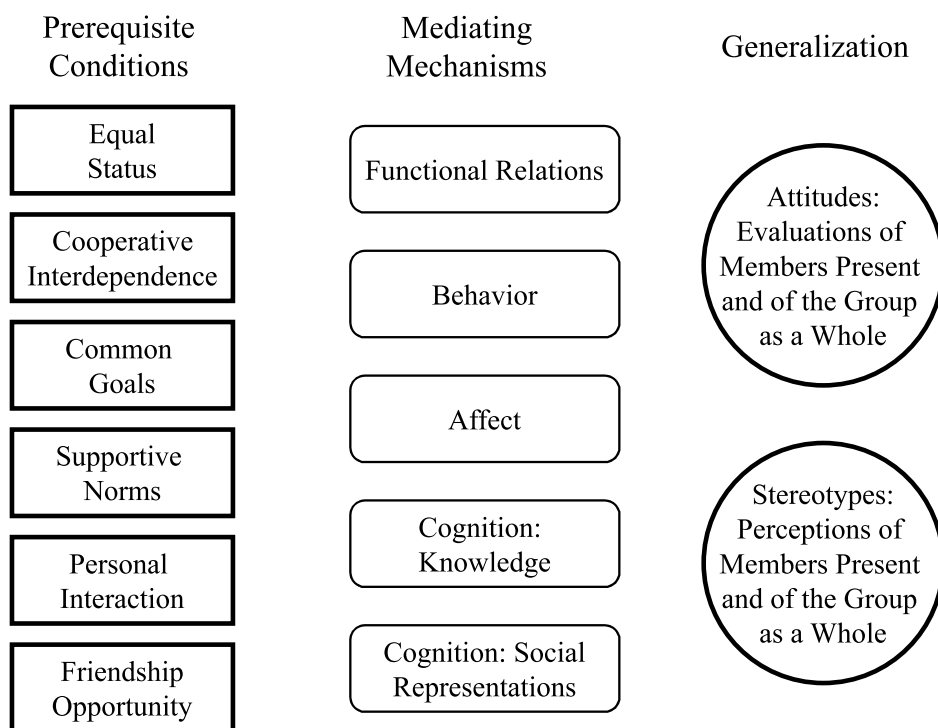 Prerequisite
Conditions
Equal
Status
Cooperative
Interdependence
Common
Goals
Supportive
Norms
Personal
Interaction
Friendship
Opportunity
Mediating
Mechanisms
Functional Relations
Behavior
Affect
Cognition:
Knowledge
Cognition: Social
Representations
Generalization
Attitudes:
Evaluations of
Members Present
and of the Group
as a Whole
Stereotypes:
Perceptions of
Members Present
and of the Group
as a Whole